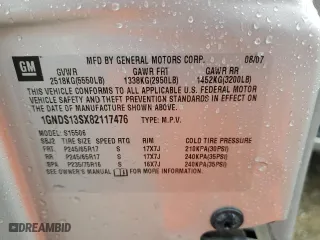 GM
MFD BY GENERAL MOTORS CORP. 08/07
GVWR GAWR FRT GAWR RR
2518KG(5550LB) 1338KG(2950LB) 1452KG(3200LB)
THIS VEHICLE CONFORMS TO ALL APPLICABLE U.S. FEDERAL
MOTOR VEHICLE SAFETY AND THEFT PREVENTION STANDARDS
IN EFFECT ON THE DATE OF MANUFACTURE SHOWN ABOVE.
1GNDS13SX82117476 TYPE: M.P.V.
MODEL: S15506
TIRE SIZE SPEED RTG RIM COLD TIRE PRESSURE
FRT P245/65R17 S 17X7J 210KPA(30PSI)
RR P245/65R17 S 17X7J 240KPA(35PSI)
SPA P235/75R16 S 16X7J 240KPA(35PSI)
SEE OWNER'S MANUAL FOR ADDITIONAL INFORMATION.
© DRIFTING